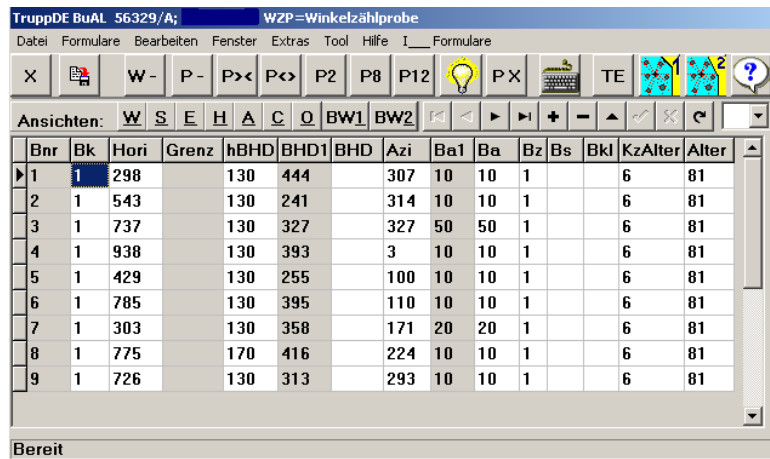 TruppDE BuAL 56329/A; WZP=Winkelzählprobe
Datei Formulare Bearbeiten Fenster Extras Tool Hilfe I___ Formulare
X W - P - P>< P<> P2 P8 P12 P X TE 1 2 ?
Ansichten: W S E H A C O BW1 BW2
Bnr Bk Hori Grenz hBHD BHD1 BHD Azi Ba1 Ba Bz Bs Bkl KzAlter Alter
1 1 298 130 444 307 10 10 1 6 81
2 1 543 130 241 314 10 10 1 6 81
3 1 737 130 327 327 50 50 1 6 81
4 1 938 130 393 3 10 10 1 6 81
5 1 429 130 255 100 10 10 1 6 81
6 1 785 130 395 110 10 10 1 6 81
7 1 303 130 358 171 20 20 1 6 81
8 1 775 170 416 224 10 10 1 6 81
9 1 726 130 313 293 10 10 1 6 81
Bereit